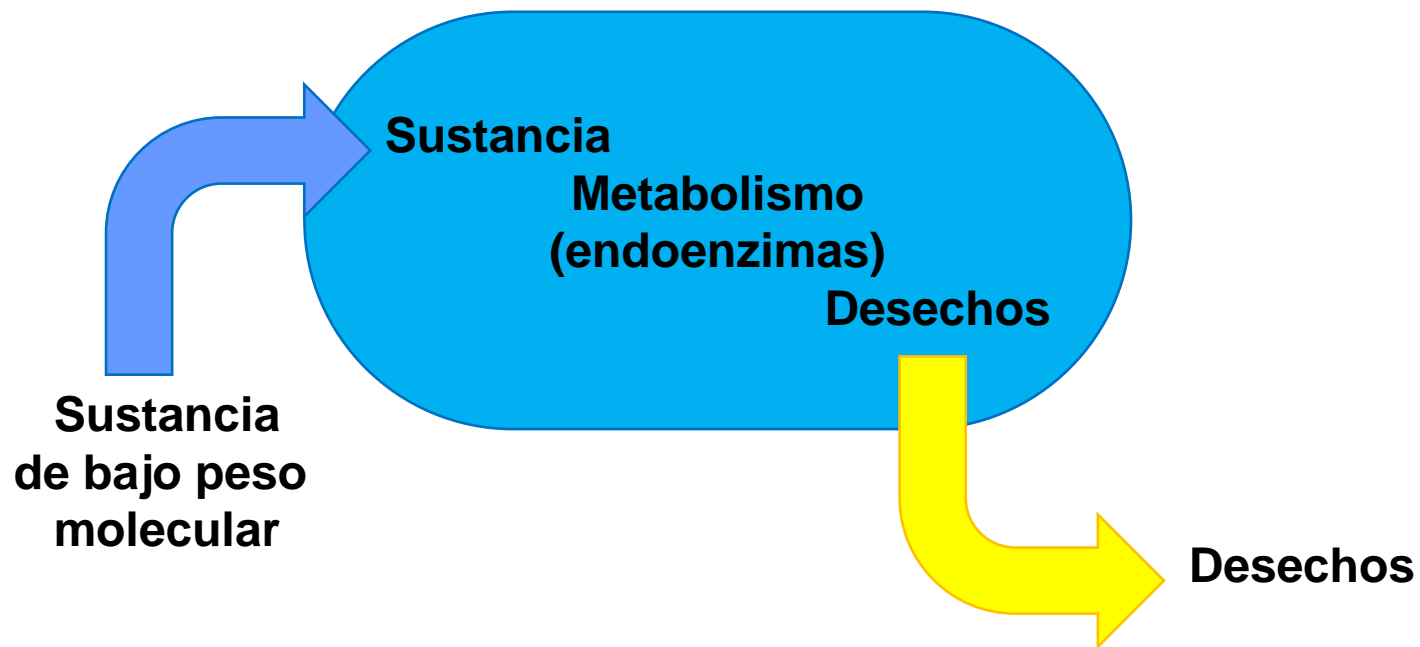 Sustancia
Metabolismo
(endoenzimas)
Desechos
Sustancia
de bajo peso
molecular
Desechos